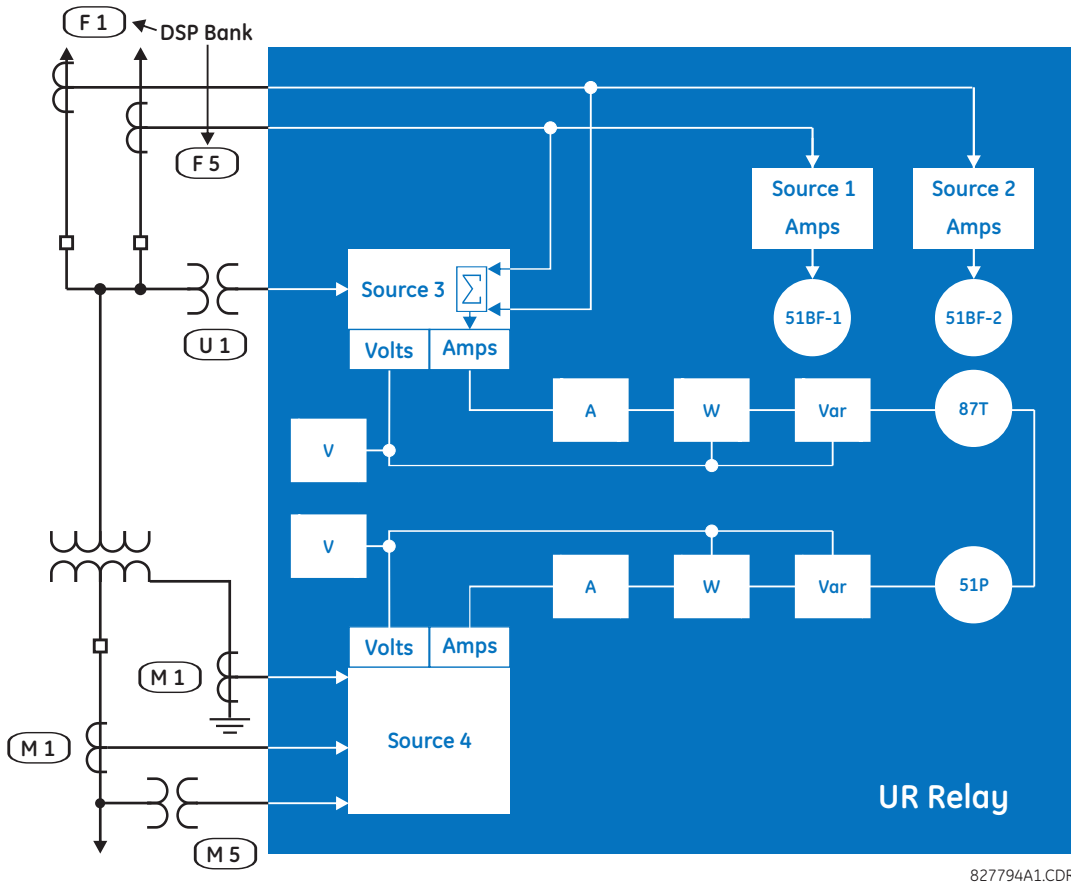 F 1
DSP Bank
F 5
Source 1
Amps
Source 2
Amps
Source 3
Σ
U 1
51BF-1
51BF-2
Volts
Amps
V
A
W
Var
87T
V
A
W
Var
51P
Volts
Amps
M 1
M 1
Source 4
UR Relay
M 5
827794A1.CDR